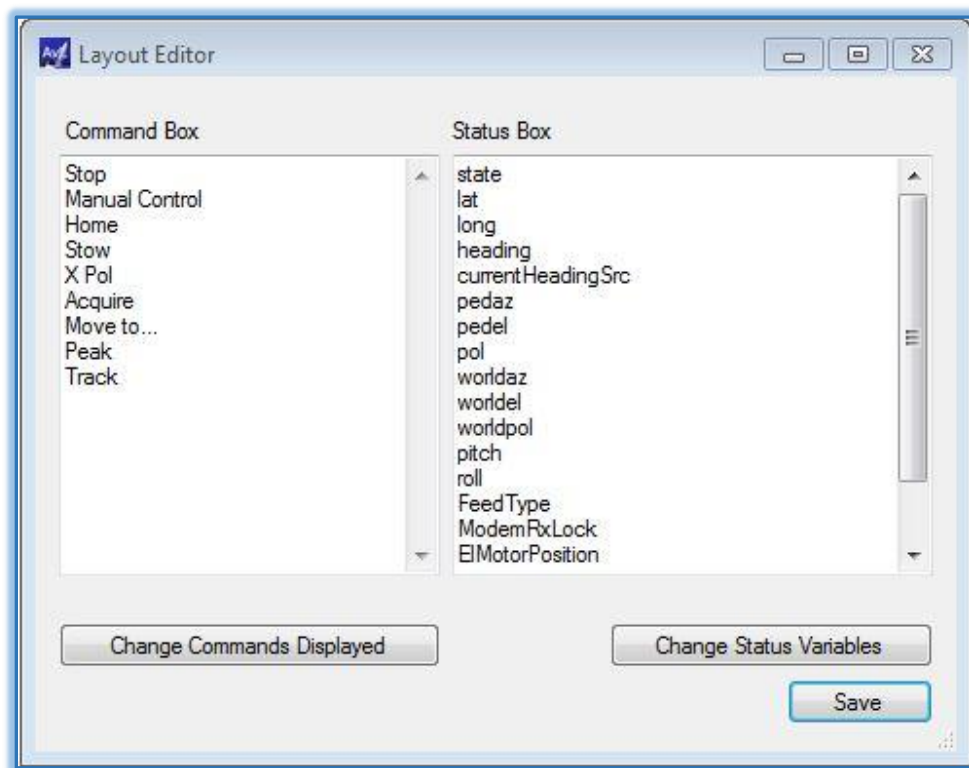 Layout Editor
Command Box
Stop
Manual Control
Home
Stow
X Pol
Acquire
Move to...
Peak
Track
Status Box
state
lat
long
heading
currentHeadingSrc
pedaz
pedel
pol
worldaz
worldel
worldpol
pitch
roll
FeedType
ModemRxLock
ElMotorPosition
Change Commands Displayed
Change Status Variables
Save